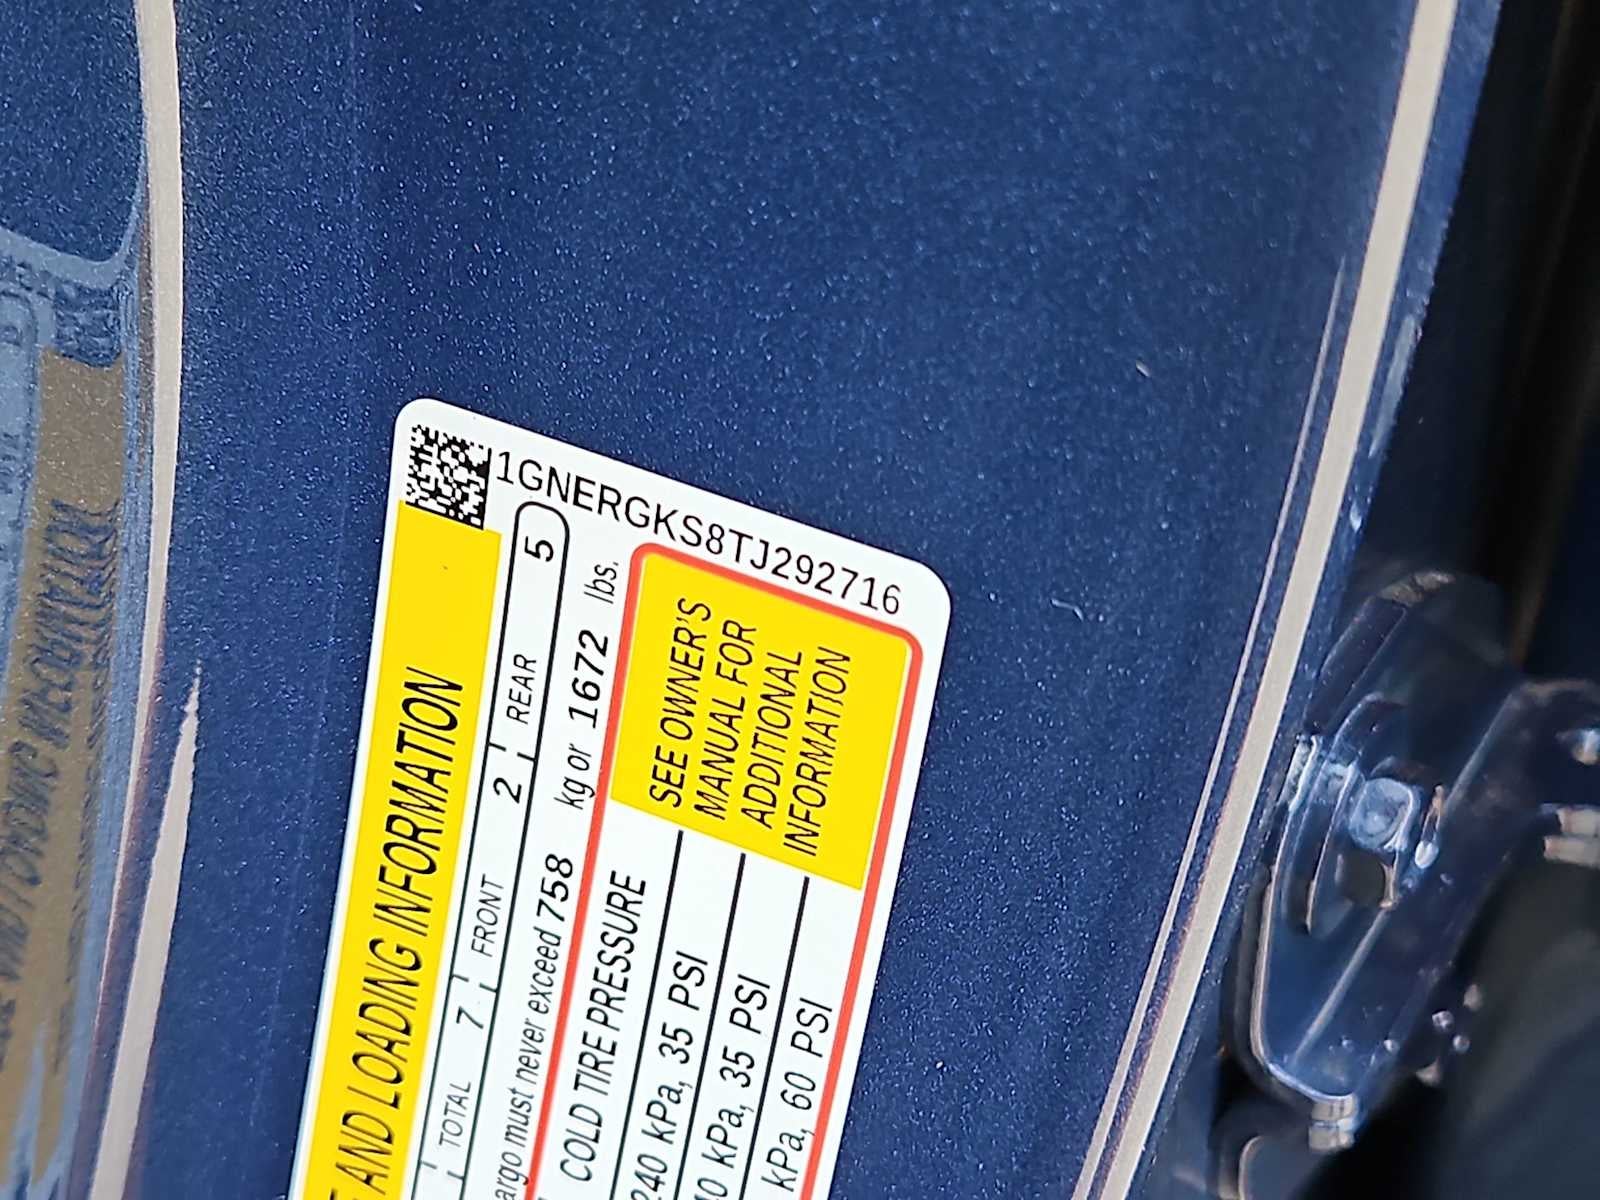 1GNERGKS8TJ292716
AND LOADING INFORMATION
TOTAL 7 FRONT 2 REAR 5
must never exceed 758 kg or 1672 lbs.
COLD TIRE PRESSURE
240 kPa, 35 PSI
kPa, 35 PSI
kPa, 60 PSI
SEE OWNER'S
MANUAL FOR
ADDITIONAL
INFORMATION